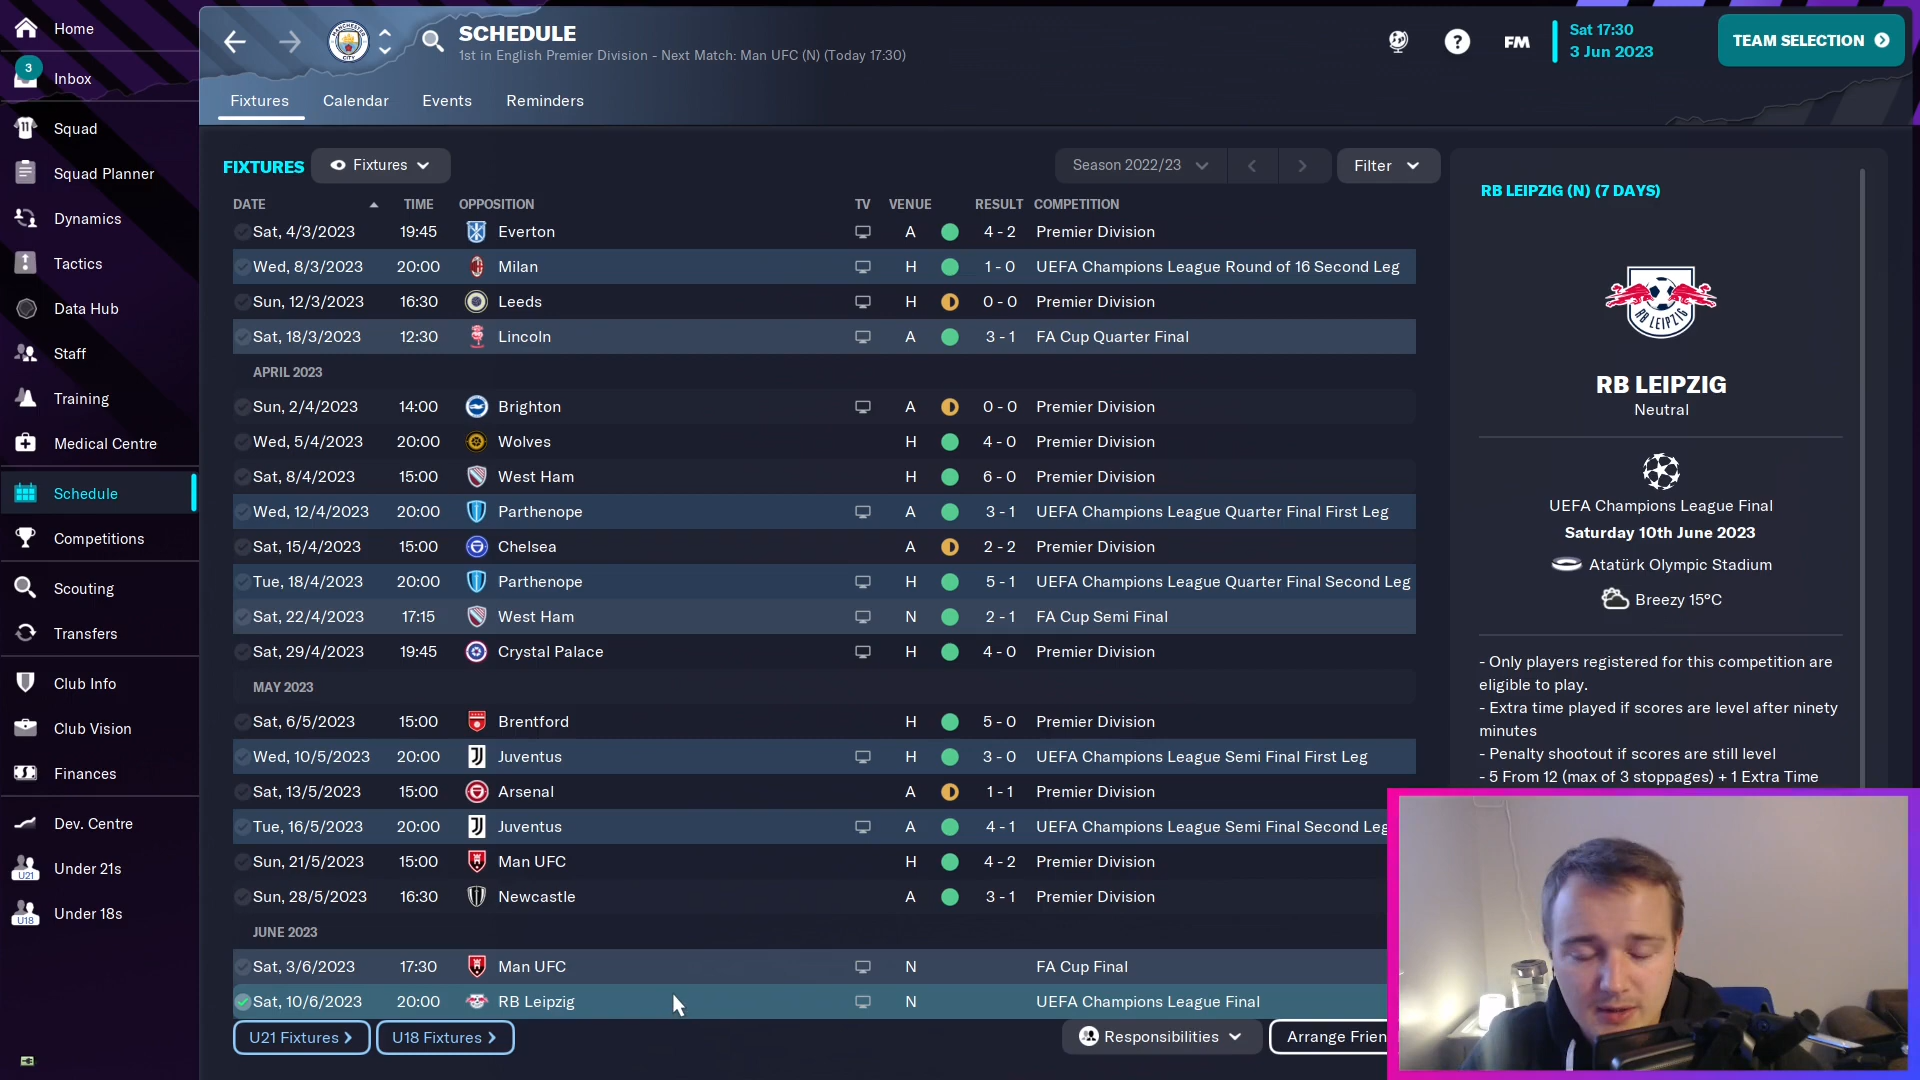 Home
3
Inbox
Squad
Squad Planner
Dynamics
Tactics
Data Hub
Staff
Training
Medical Centre
Schedule
Competitions
Scouting
Transfers
Club Info
Club Vision
Finances
Dev. Centre
U21 Under 21s
U18 Under 18s
SCHEDULE
1st in English Premier Division - Next Match: Man UFC (N) (Today 17:30)
? FM
Sat 17:30
3 Jun 2023
TEAM SELECTION
Fixtures Calendar Events Reminders
FIXTURES Fixtures Season 2022/23 Filter
DATE TIME OPPOSITION TV VENUE RESULT COMPETITION
Sat, 4/3/2023 19:45 Everton A 4 - 2 Premier Division
Wed, 8/3/2023 20:00 Milan H 1 - 0 UEFA Champions League Round of 16 Second Leg
Sun, 12/3/2023 16:30 Leeds H 0 - 0 Premier Division
Sat, 18/3/2023 12:30 Lincoln A 3 - 1 FA Cup Quarter Final
APRIL 2023
Sun, 2/4/2023 14:00 Brighton A 0 - 0 Premier Division
Wed, 5/4/2023 20:00 Wolves H 4 - 0 Premier Division
Sat, 8/4/2023 15:00 West Ham H 6 - 0 Premier Division
Wed, 12/4/2023 20:00 Parthenope A 3 - 1 UEFA Champions League Quarter Final First Leg
Sat, 15/4/2023 15:00 Chelsea A 2 - 2 Premier Division
Tue, 18/4/2023 20:00 Parthenope H 5 - 1 UEFA Champions League Quarter Final Second Leg
Sat, 22/4/2023 17:15 West Ham N 2 - 1 FA Cup Semi Final
Sat, 29/4/2023 19:45 Crystal Palace H 4 - 0 Premier Division
MAY 2023
Sat, 6/5/2023 15:00 Brentford H 5 - 0 Premier Division
Wed, 10/5/2023 20:00 Juventus H 3 - 0 UEFA Champions League Semi Final First Leg
Sat, 13/5/2023 15:00 Arsenal A 1 - 1 Premier Division
Tue, 16/5/2023 20:00 Juventus A 4 - 1 UEFA Champions League Semi Final Second Leg
Sun, 21/5/2023 15:00 Man UFC H 4 - 2 Premier Division
Sun, 28/5/2023 16:30 Newcastle A 3 - 1 Premier Division
JUNE 2023
Sat, 3/6/2023 17:30 Man UFC N FA Cup Final
Sat, 10/6/2023 20:00 RB Leipzig N UEFA Champions League Final
U21 Fixtures U18 Fixtures Responsibilities Arrange Frien
RB LEIPZIG (N) (7 DAYS)
RB LEIPZIG
RB LEIPZIG
Neutral
UEFA Champions League Final
Saturday 10th June 2023
Atatürk Olympic Stadium
Breezy 15°C
- Only players registered for this competition are
eligible to play.
- Extra time played if scores are level after ninety
minutes
- Penalty shootout if scores are still level
- 5 From 12 (max of 3 stoppages) + 1 Extra Time